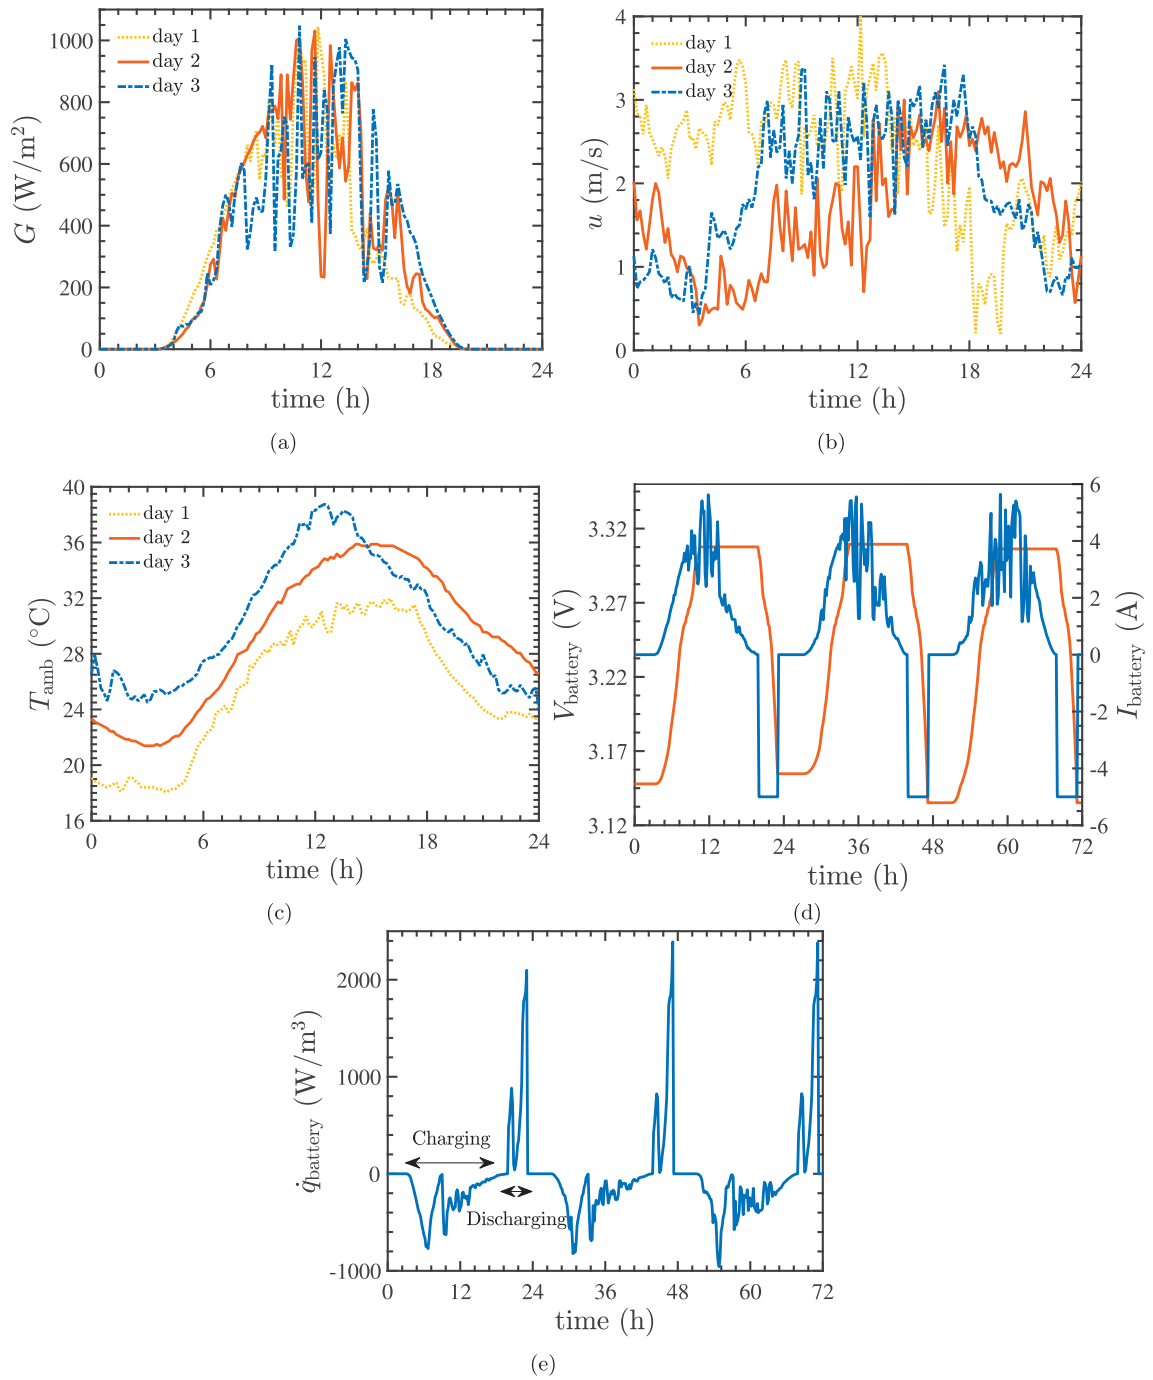 day 1
day 2
day 3
1000
800
600
400
200
0
G (W/m²)
0 6 12 18 24
time (h)
(a)
day 1
day 2
day 3
4
3
2
1
0
u (m/s)
0 6 12 18 24
time (h)
(b)
day 1
day 2
day 3
40
36
32
28
24
20
16
T_amb (°C)
0 6 12 18 24
time (h)
(c)
3.32
3.27
3.22
3.17
3.12
V_battery (V)
6
4
2
0
-2
-4
-6
I_battery (A)
0 12 24 36 48 60 72
time (h)
(d)
2000
1000
0
-1000
q̇_battery (W/m³)
Charging
Discharging
0 12 24 36 48 60 72
time (h)
(e)